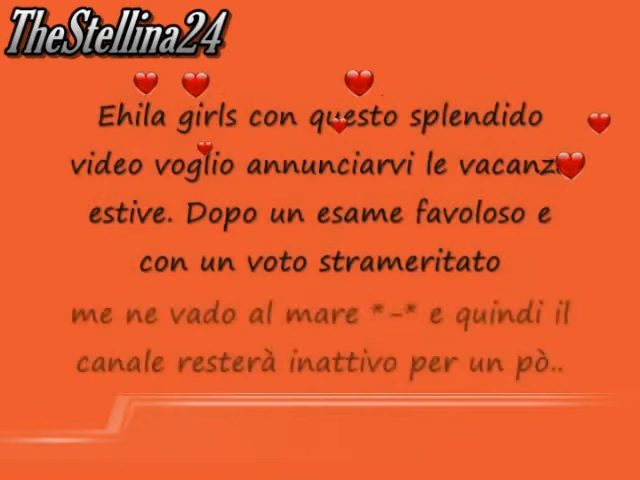 TheStellina24
Ehila girls con questo splendido
video voglio annunciarvi le vacanze
estive. Dopo un esame favoloso e
con un voto strameritato
me ne vado al mare *-* e quindi il
canale resterà inattivo per un pò..